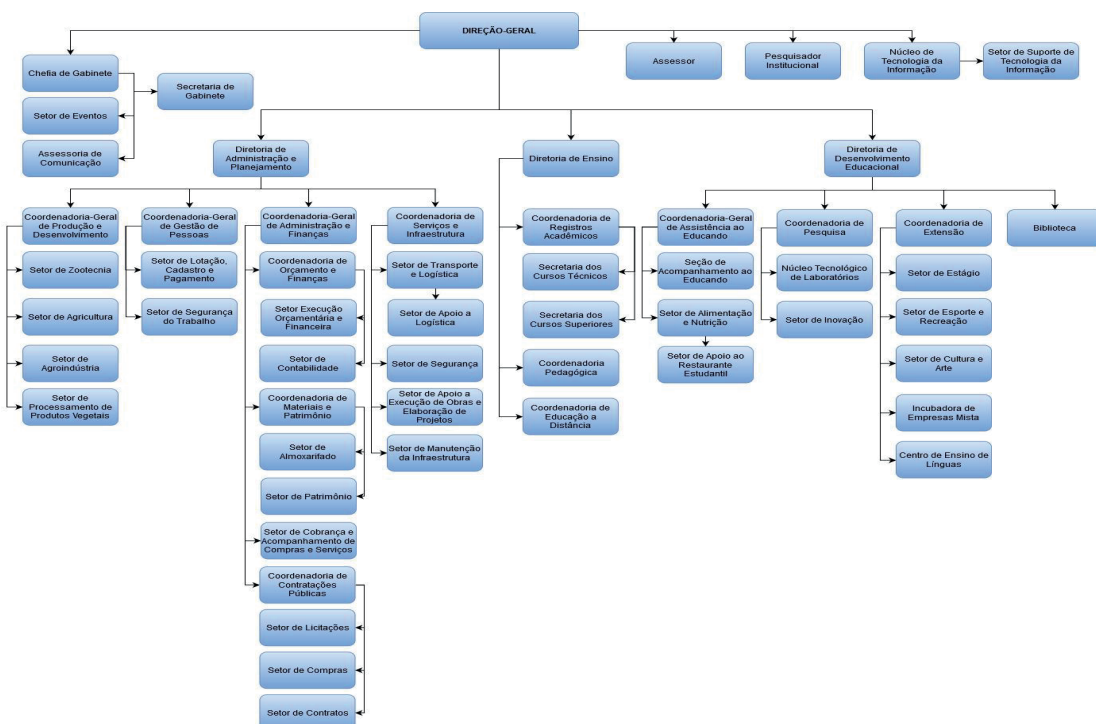 DIREÇÃO-GERAL
Chefia de Gabinete
Secretaria de
Gabinete
Setor de Eventos
Assessoria de
Comunicação
Assessor
Pesquisador
Institucional
Núcleo de
Tecnologia da
Informação
Setor de Suporte de
Tecnologia da
Informação
Diretoria de
Administração e
Planejamento
Diretoria de Ensino
Diretoria de
Desenvolvimento
Educacional
Coordenadoria-Geral
de Produção e
Desenvolvimento
Setor de Zootecnia
Setor de Agricultura
Setor de
Agroindústria
Setor de
Processamento de
Produtos Vegetais
Coordenadoria-Geral
de Gestão de
Pessoas
Setor de Lotação,
Cadastro e
Pagamento
Setor de Segurança
do Trabalho
Coordenadoria-Geral
de Administração e
Finanças
Coordenadoria de
Orçamento e
Finanças
Setor Execução
Orçamentária e
Financeira
Setor de
Contabilidade
Coordenadoria de
Materiais e
Patrimônio
Setor de
Almoxarifado
Setor de Patrimônio
Setor de Cobrança e
Acompanhamento de
Compras e Serviços
Coordenadoria de
Contratações
Públicas
Setor de Licitações
Setor de Compras
Setor de Contratos
Coordenadoria de
Serviços e
Infraestrutura
Setor de Transporte
e Logística
Setor de Apoio a
Logística
Setor de Segurança
Setor de Apoio a
Execução de Obras e
Elaboração de
Projetos
Setor de Manutenção
da Infraestrutura
Coordenadoria de
Registros
Acadêmicos
Secretaria dos
Cursos Técnicos
Secretaria dos
Cursos Superiores
Coordenadoria
Pedagógica
Coordenadoria de
Educação a
Distância
Coordenadoria-Geral
de Assistência ao
Educando
Seção de
Acompanhamento ao
Educando
Setor de Alimentação
e Nutrição
Setor de Apoio ao
Restaurante
Estudantil
Coordenadoria de
Pesquisa
Núcleo Tecnológico
de Laboratórios
Setor de Inovação
Coordenadoria de
Extensão
Setor de Estágio
Setor de Esporte e
Recreação
Setor de Cultura e
Arte
Incubadora de
Empresas Mista
Centro de Ensino de
Línguas
Biblioteca